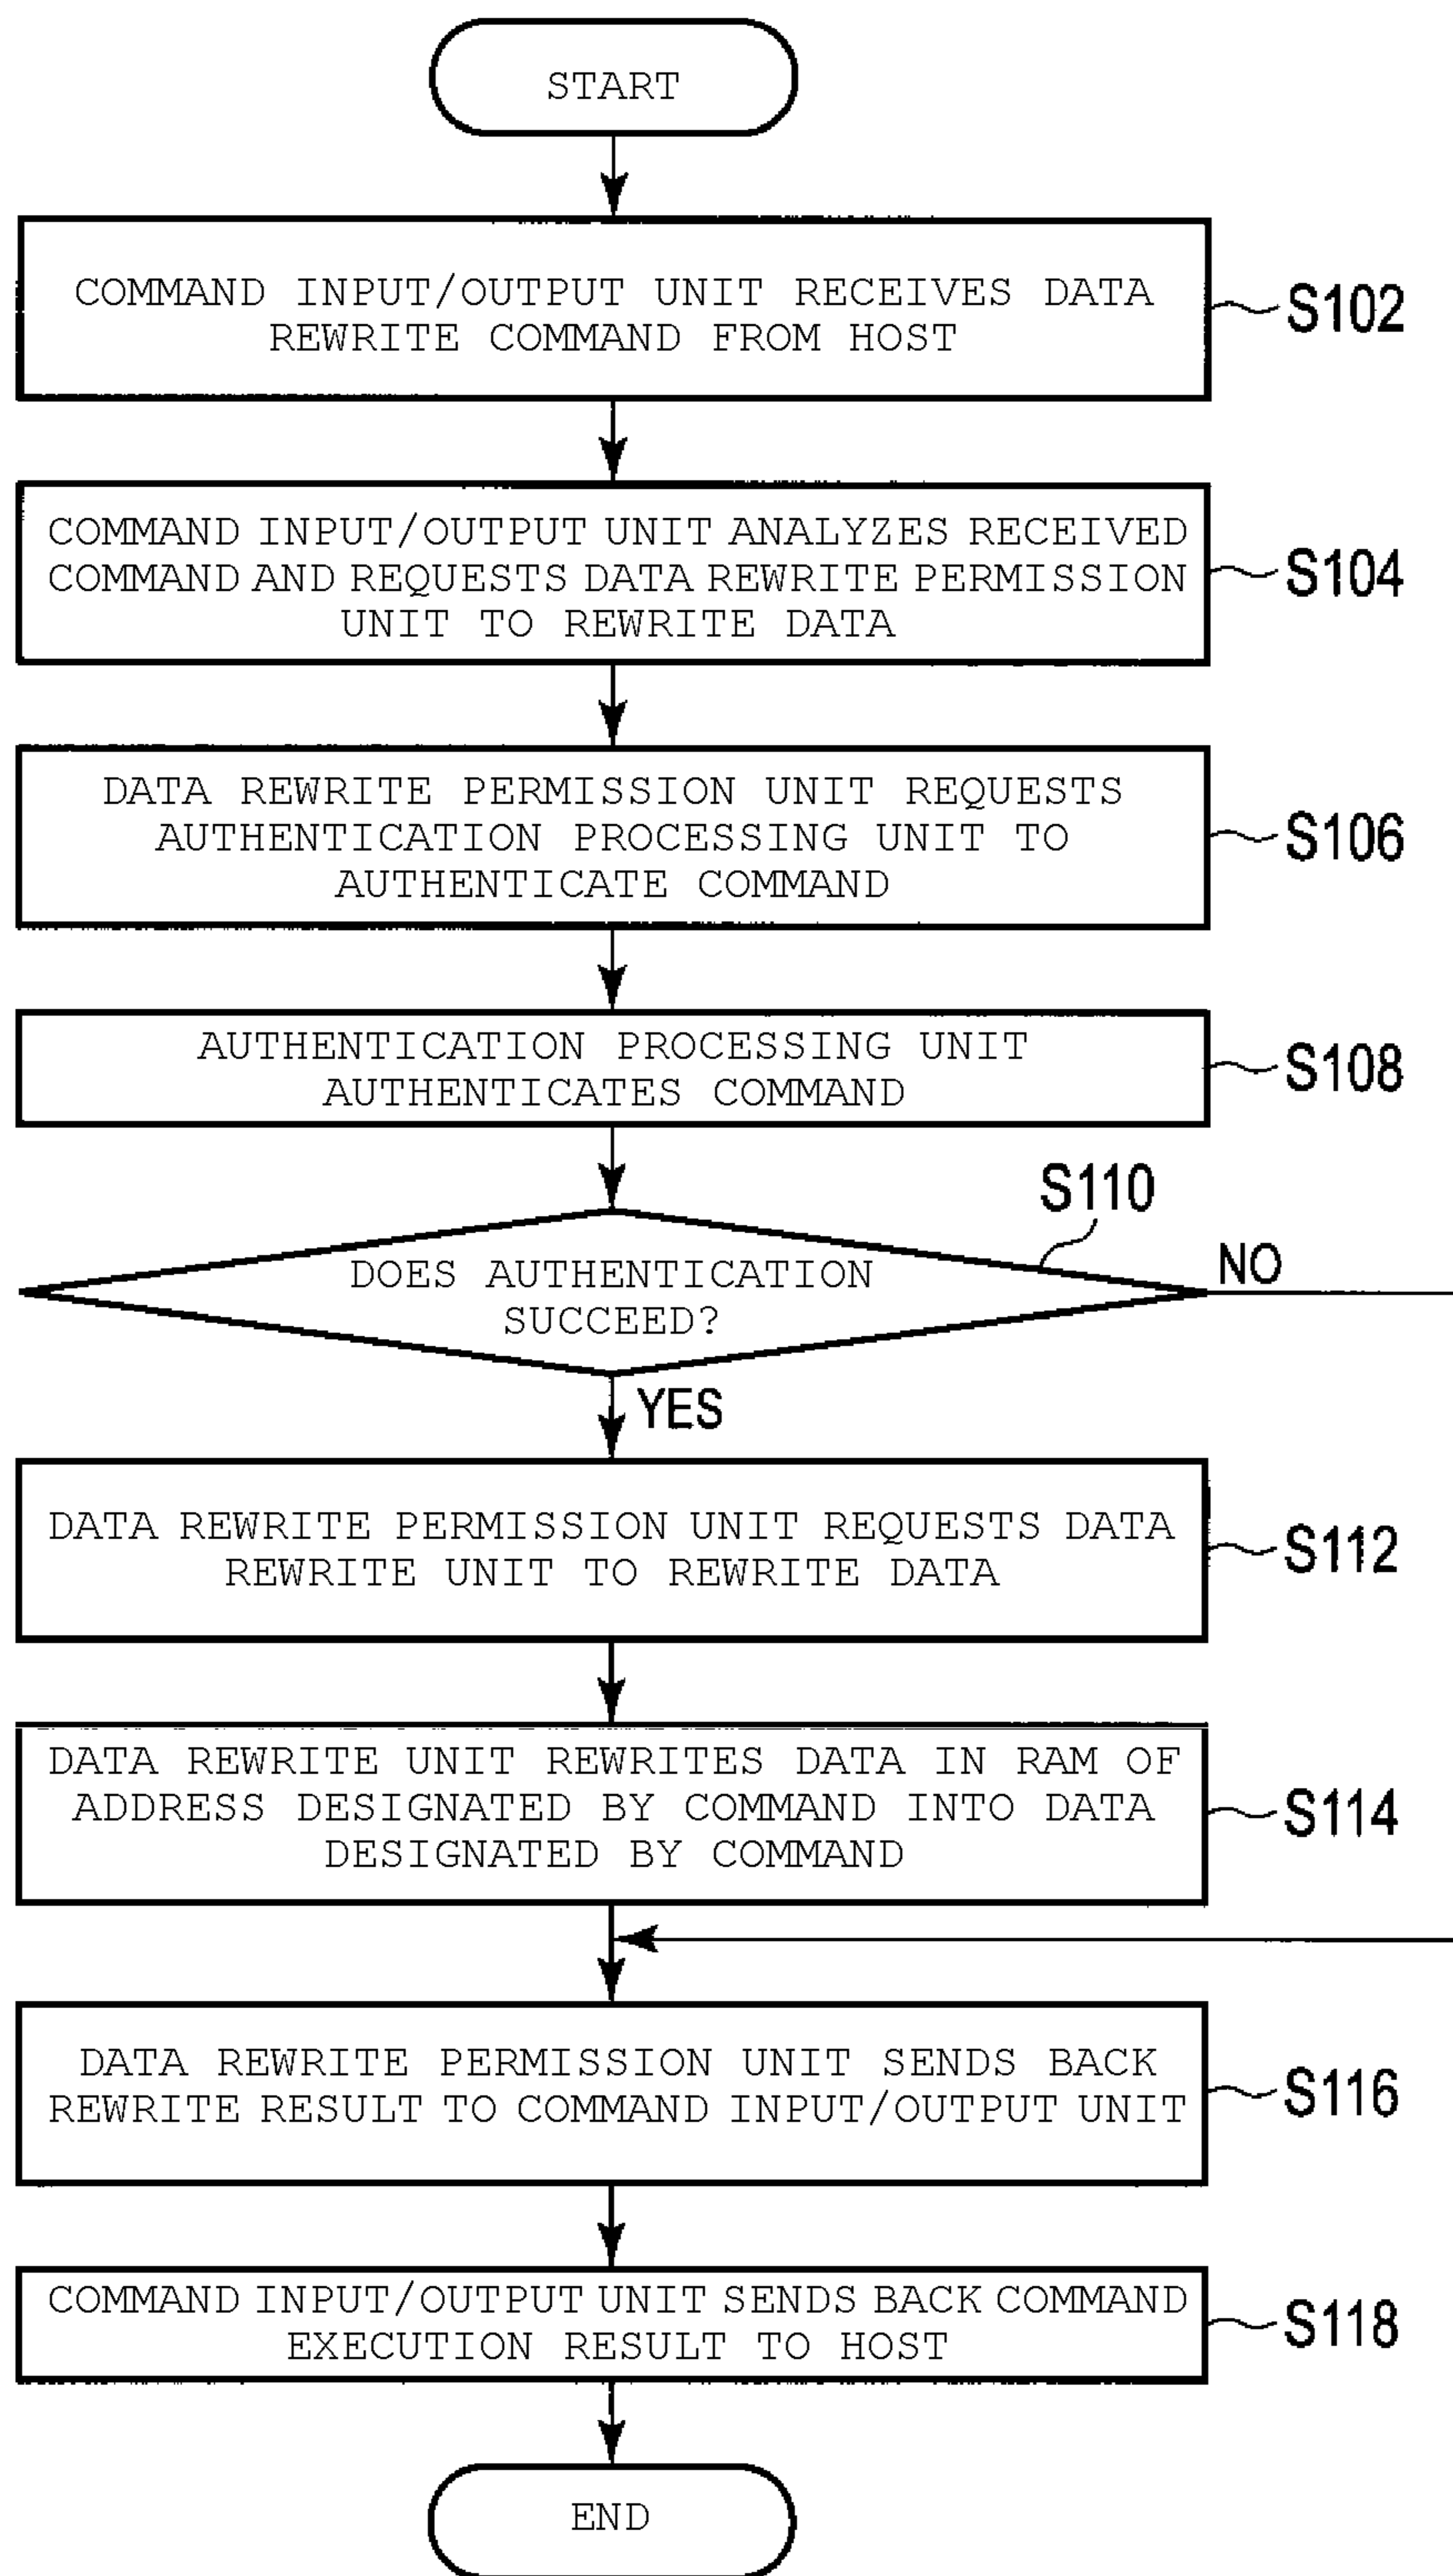 START
COMMAND INPUT/OUTPUT UNIT RECEIVES DATA
REWRITE COMMAND FROM HOST
S102
COMMAND INPUT/OUTPUT UNIT ANALYZES RECEIVED
COMMAND AND REQUESTS DATA REWRITE PERMISSION
UNIT TO REWRITE DATA
S104
DATA REWRITE PERMISSION UNIT REQUESTS
AUTHENTICATION PROCESSING UNIT TO
AUTHENTICATE COMMAND
S106
AUTHENTICATION PROCESSING UNIT
AUTHENTICATES COMMAND
S108
S110
DOES AUTHENTICATION
SUCCEED?
NO
YES
DATA REWRITE PERMISSION UNIT REQUESTS DATA
REWRITE UNIT TO REWRITE DATA
S112
DATA REWRITE UNIT REWRITES DATA IN RAM OF
ADDRESS DESIGNATED BY COMMAND INTO DATA
DESIGNATED BY COMMAND
S114
DATA REWRITE PERMISSION UNIT SENDS BACK
REWRITE RESULT TO COMMAND INPUT/OUTPUT UNIT
S116
COMMAND INPUT/OUTPUT UNIT SENDS BACK COMMAND
EXECUTION RESULT TO HOST
S118
END